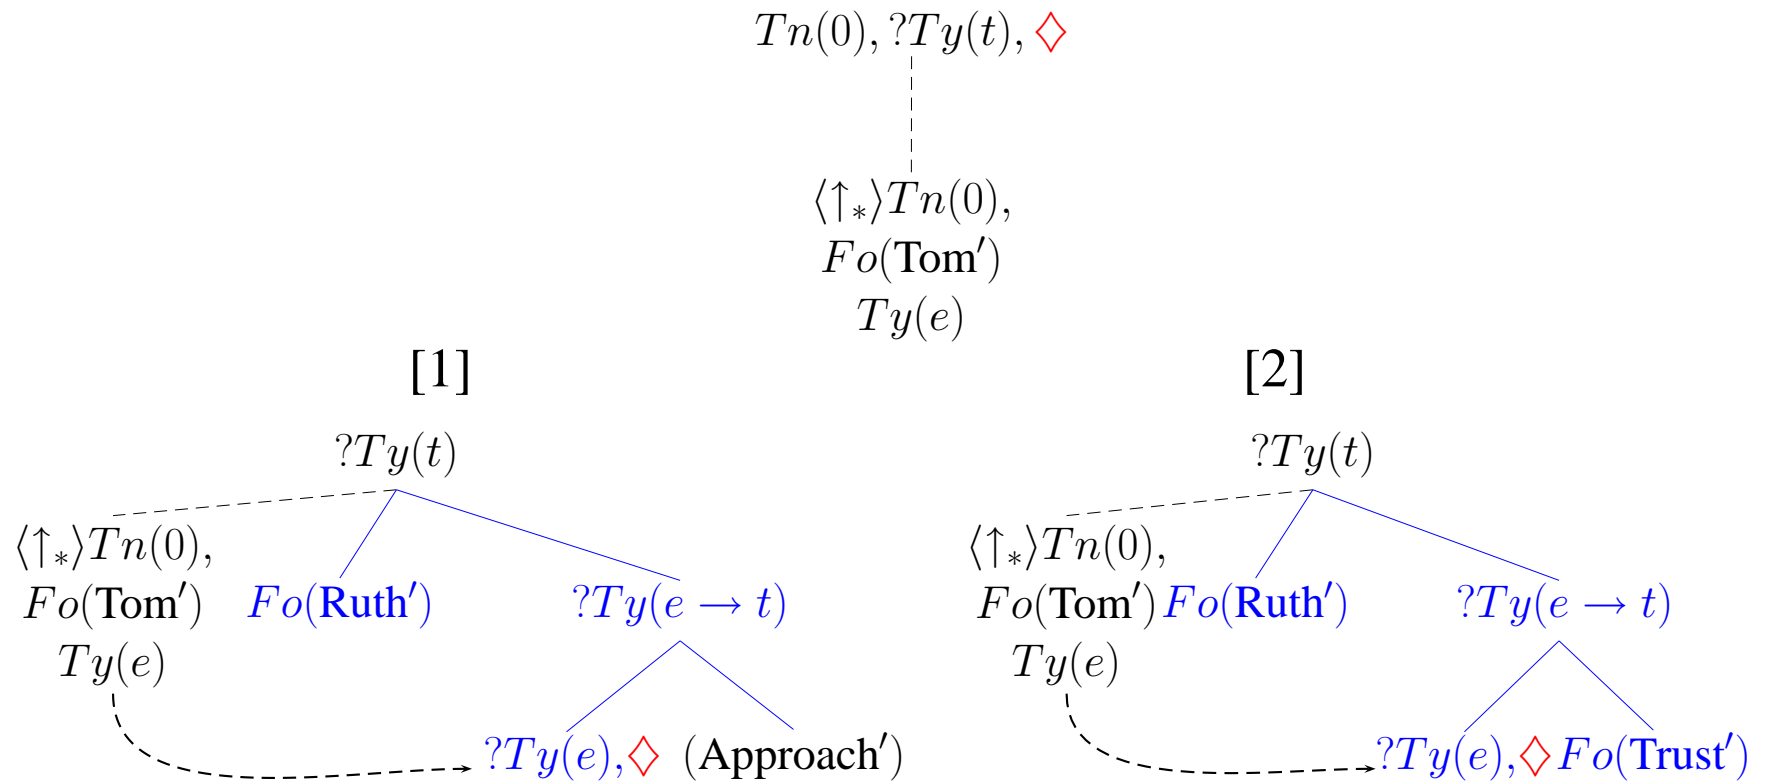 Tn(0), ?Ty(t), ♢
⟨↑∗⟩Tn(0),
Fo(Tom′)
Ty(e)
[1]
?Ty(t)
⟨↑∗⟩Tn(0),
Fo(Tom′) Fo(Ruth′) ?Ty(e → t)
Ty(e)
?Ty(e),♢ (Approach′)
[2]
?Ty(t)
⟨↑∗⟩Tn(0),
Fo(Tom′) Fo(Ruth′) ?Ty(e → t)
Ty(e)
?Ty(e),♢ Fo(Trust′)